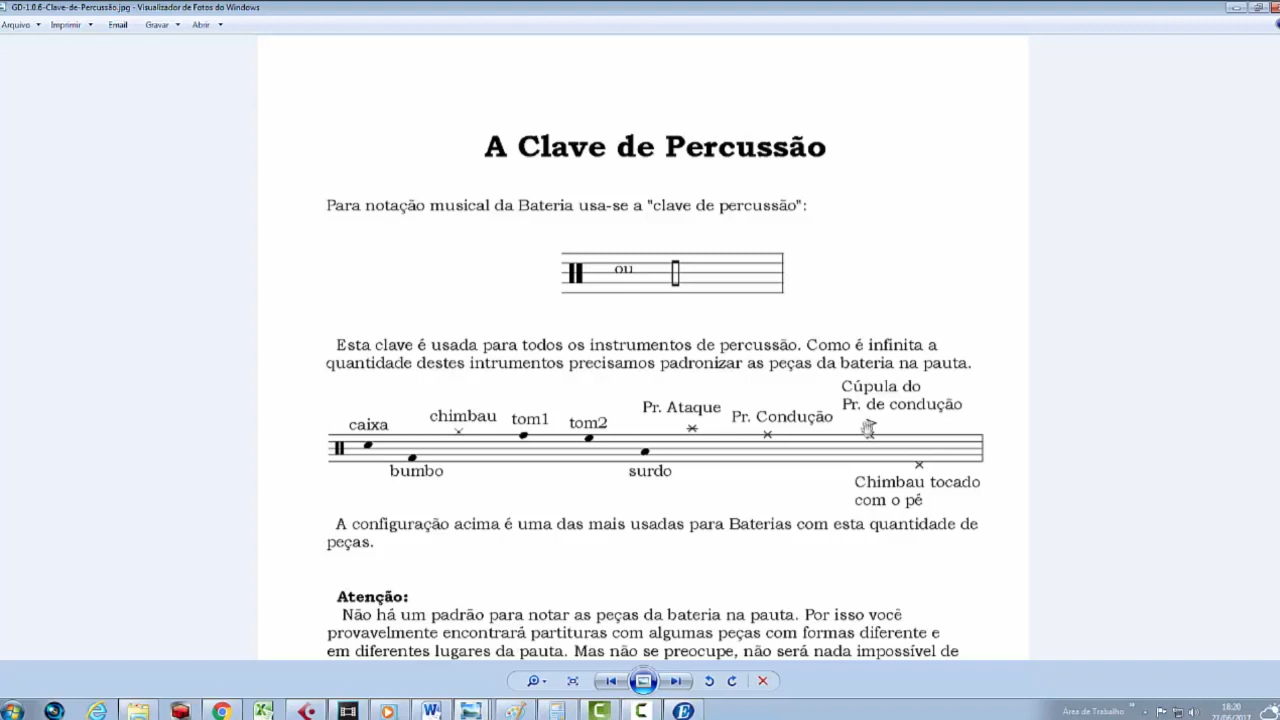 GD-1.0.6-Clave-de-Percussão.jpg - Visualizador de Fotos do Windows
Arquivo Imprimir Email Gravar Abrir
A Clave de Percussão
Para notação musical da Bateria usa-se a "clave de percussão":
ou
Esta clave é usada para todos os instrumentos de percussão. Como é infinita a
quantidade destes intrumentos precisamos padronizar as peças da bateria na pauta.
Cúpula do
Pr. de condução
caixa chimbau tom1 tom2 Pr. Ataque Pr. Condução
bumbo surdo
Chimbau tocado
com o pé
A configuração acima é uma das mais usadas para Baterias com esta quantidade de
peças.
Atenção:
Não há um padrão para notar as peças da bateria na pauta. Por isso você
provavelmente encontrará partituras com algumas peças com formas diferente e
em diferentes lugares da pauta. Mas não se preocupe, não será nada impossível de
Área de Trabalho
18:20